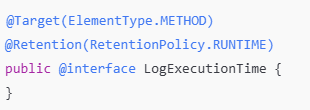 @Target(ElementType.METHOD)
@Retention(RetentionPolicy.RUNTIME)
public @interface LogExecutionTime {
}